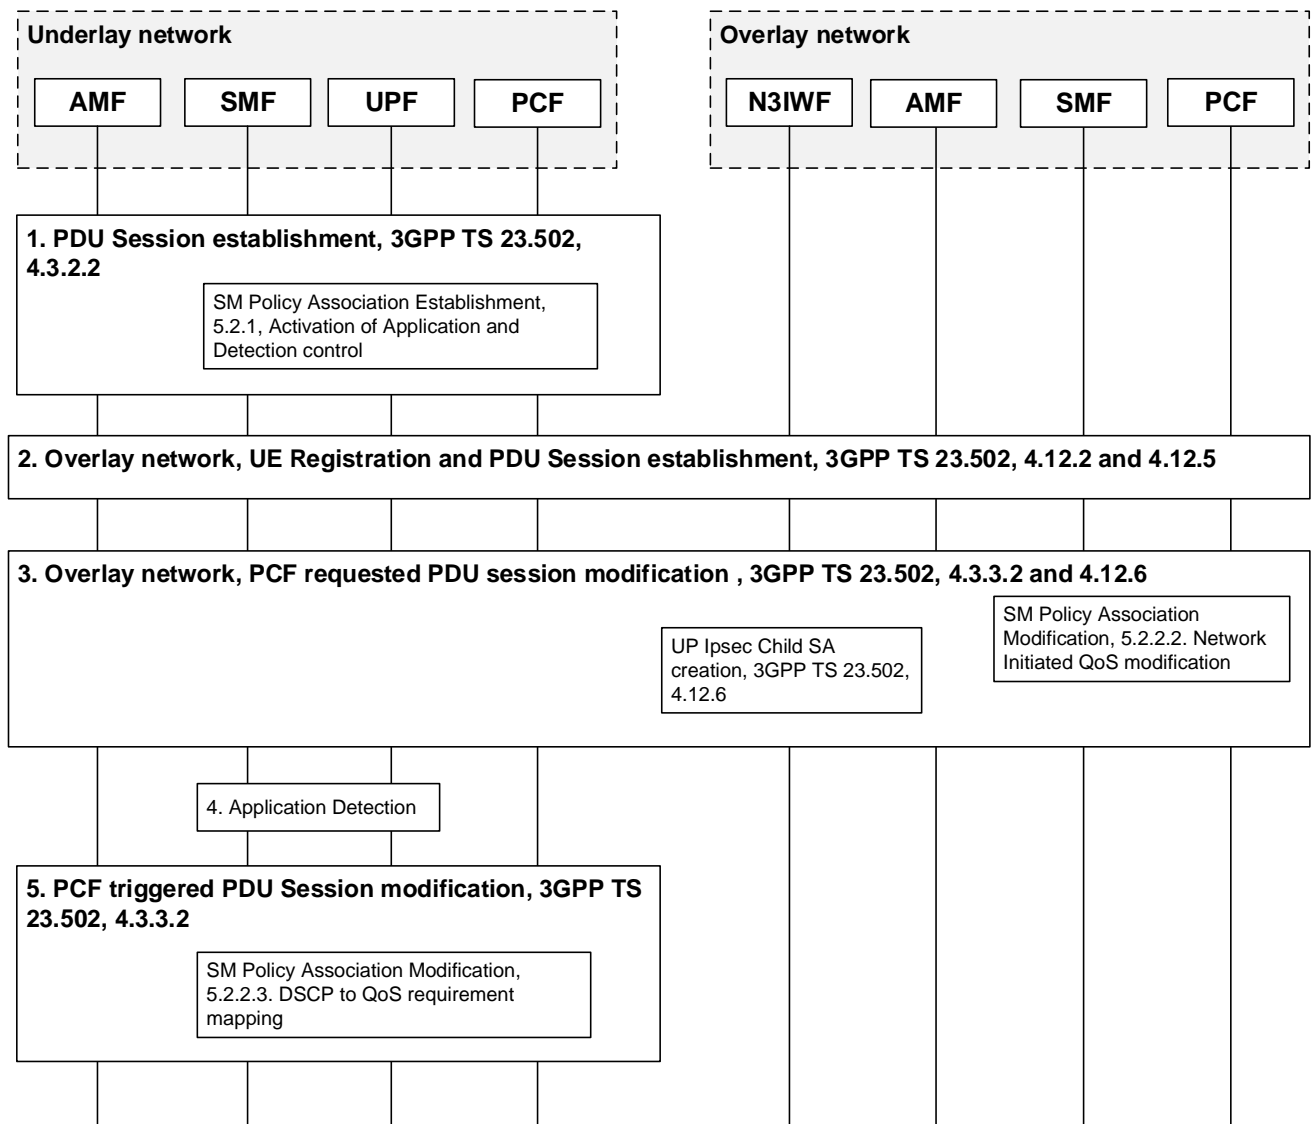 Underlay network
Overlay network
AMF
SMF
UPF
PCF
N3IWF
AMF
SMF
PCF
1. PDU Session establishment, 3GPP TS 23.502,
4.3.2.2
SM Policy Association Establishment,
5.2.1, Activation of Application and
Detection control
2. Overlay network, UE Registration and PDU Session establishment, 3GPP TS 23.502, 4.12.2 and 4.12.5
3. Overlay network, PCF requested PDU session modification , 3GPP TS 23.502, 4.3.3.2 and 4.12.6
SM Policy Association
Modification, 5.2.2.2. Network
Initiated QoS modification
UP Ipsec Child SA
creation, 3GPP TS 23.502,
4.12.6
4. Application Detection
5. PCF triggered PDU Session modification, 3GPP TS
23.502, 4.3.3.2
SM Policy Association Modification,
5.2.2.3. DSCP to QoS requirement
mapping